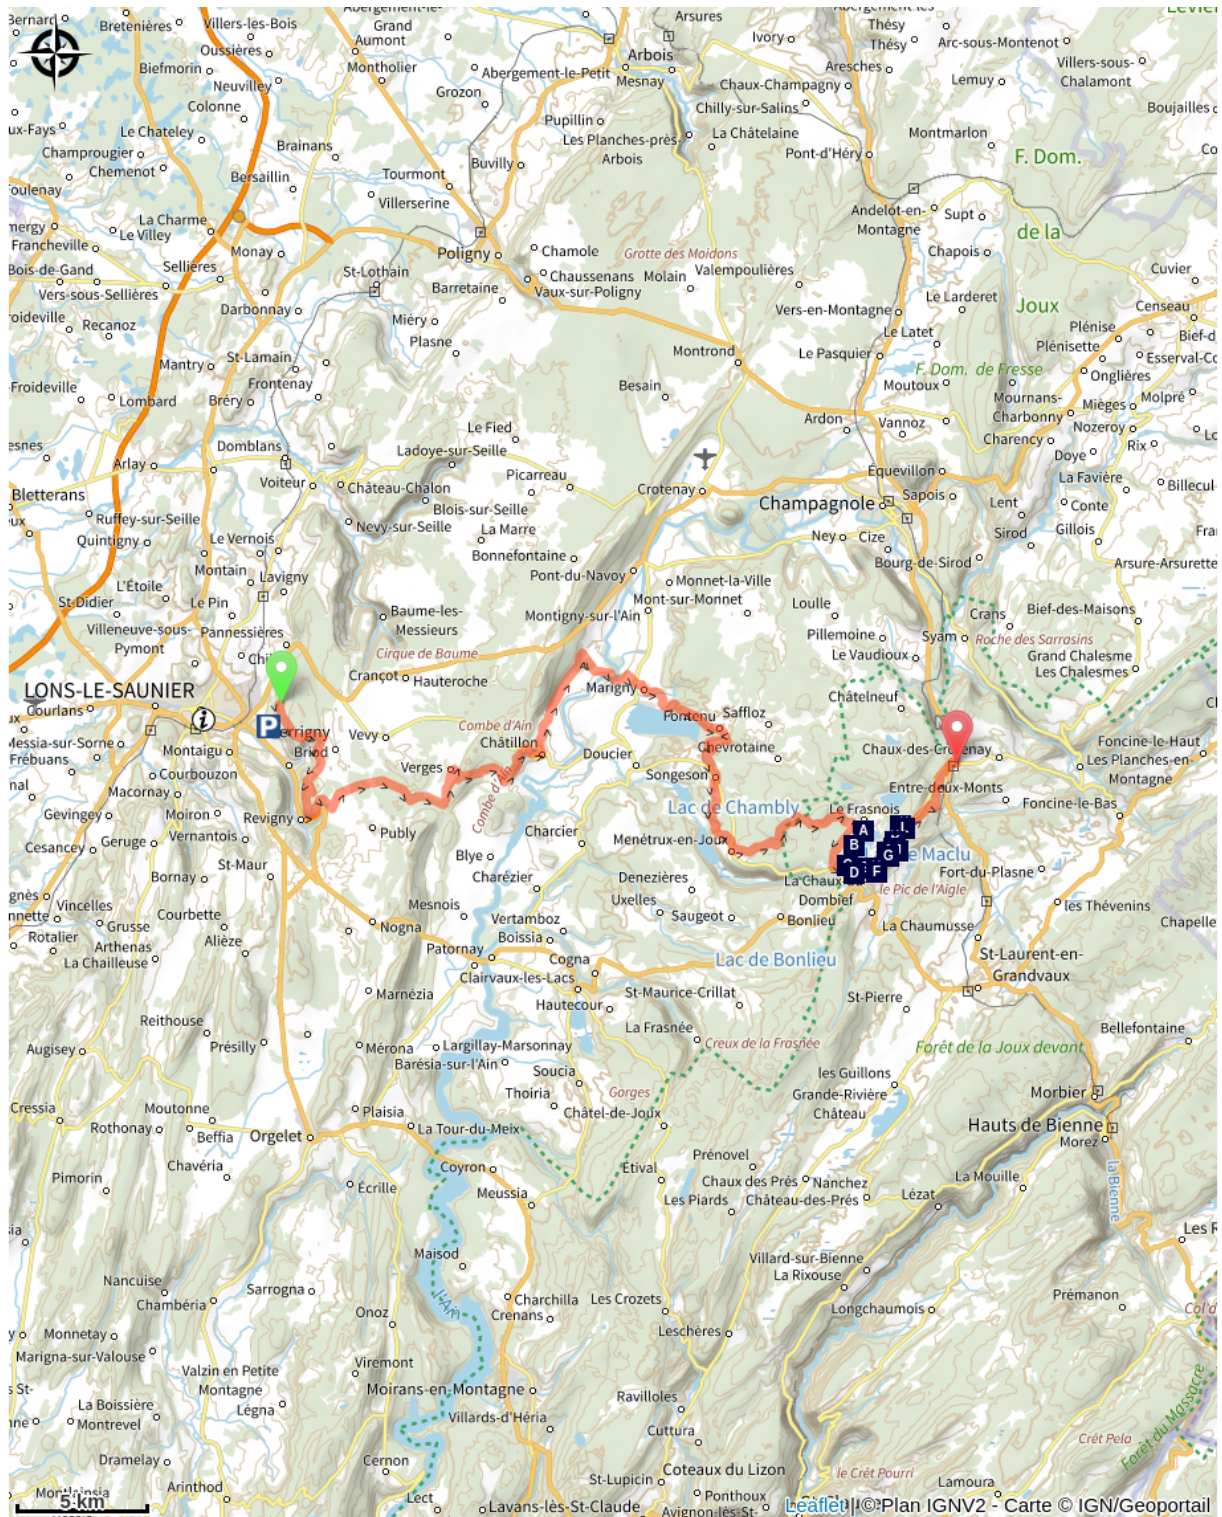 Bretenières
Villers-les-Bois
Grand
Aumont
Arsures
Ivory
Thésy
Thésy
Arc-sous-Montenot
Oussières
Arbois
Biefmorin
Montholier
Abergement-le-Petit
Mesnay
Aresches
Villers-sous-
Chalamont
Neuvilley
Grozon
Chaux-Champagny
Lemuy
Colonne
Chilly-sur-Salins
Boujailles
Le Chateley
Pupillin
Les Planches-près-
Arbois
La Châtelaine
Montmarlon
Champrougier
Brainans
Buvilly
Pont-d'Héry
F. Dom.
Chemenot
Bersaillin
Tourmont
Villerserine
La Charme
Le Villey
Andelot-en-
Montagne
Supt
de la
Francheville
Monay
Poligny
Chamole
Grotte des Moidons
Chapois
Bois-de-Gand
Sellières
St-Lothain
Chaussenans
Molain
Valempoulières
Cuvier
Vers-sous-Sellières
Barretaine
Vaux-sur-Poligny
Le Larderet
Joux
Censeau
Recanoz
Darbonnay
Miéry
Vers-en-Montagne
Plénise
Plasne
Le Latet
Plénisette
Mantry
St-Lamain
Montrond
Le Pasquier
F. Dom. de Fresse
Onglières
Froideville
Frontenay
Besain
Moutoux
Mournans-
Charbonny
Mièges
Molpré
Lombard
Bréry
Ardon
Vannoz
Nozeroy
Le Fied
Charency
Rix
Domblans
Ladoye-sur-Seille
Doye
Arlay
Picarreau
Équevillon
La Favière
Billecul
Bletterans
Voiteur
Château-Chalon
Crotenay
Champagnole
Sapois
Lent
Conte
Ruffey-sur-Seille
Blois-sur-Seille
Nevy-sur-Seille
La Marre
Sirod
Gillois
Quintigny
Le Vernois
Ney
Cize
Bonnefontaine
Bourg-de-Sirod
Arsure-Arsurette
Montain
Lavigny
Pont-du-Navoy
Monnet-la-Ville
L'Étoile
St-Didier
Le Pin
Baume-les-
Messieurs
Montigny-sur-l'Ain
Mont-sur-Monnet
Loulle
Crans
Bief-des-Maisons
Villeneuve-sous-
Pymont
Pannessières
Pillemoine
Syam
Roche des Sarrasins
Cirque de Baume
Le Vaudioux
Grand Chalesme
Les Chalesmes
LONS-LE-SAUNIER
Crançot
Hauteroche
Marigny
Châtelneuf
Courlans
Combe d'Ain
Fontenu
Saffloz
Messia-sur-Sorne
P
Perrigny
Vevy
Châtillon
Chevrotaine
Chaux-des-Crotenay
Foncine-le-Haut
Frébuans
Montaigu
Doucier
Les Planches-en-
Montagne
Courbouzon
Verges
Songeson
Entre-deux-Monts
Macornay
Combe d'Ain
Lac de Chambly
Le Frasnois
Foncine-le-Bas
Gevingey
Moiron
Revigny
A
Geruge
Vernantois
Publy
Charcier
Menétrux-en-Joux
B
Cesancey
Blye
G
Maclu
St-Maur
Charézier
Denezières
La Chaux
D
F
le Pic de l'Aigle
Fort-du-Plasne
Bornay
Dombief
Vincelles
Mesnois
Uxelles
les Thévenins
Grusse
Courbette
Vertamboz
Saugeot
Bonlieu
La Chaumusse
Chapelle
Rotalier
Arthenas
Alièze
Nogna
Boissia
La Chailleuse
Patornay
Cogna
Lac de Bonlieu
St-Laurent-en-
Grandvaux
Clairvaux-les-Lacs
Marnézia
St-Maurice-Crillat
St-Pierre
Hautecour
Reithouse
La Frasnée
Bellefontaine
Augisey
Présilly
Mérona
Largillay-Marsonnay
Creux de la Frasnée
Forêt de la Joux devant
Barésia-sur-l'Ain
Soucia
les Guillons
Thoiria
Gorges
Grande-Rivière
Château
Morbier
Cressia
Moutonne
Plaisia
Châtel-de-Joux
Rothonay
Beffia
Orgelet
La Tour-du-Meix
Hauts de Bienne
Morez
Chavéria
Coyron
Étival
Prénovel
la Bienne
Pimorin
Écrille
Meussia
Chaux des Prés
Nanchez
La Mouille
Les Piards
Château-des-Prés
Lézat
Maisod
Villard-sur-Bienne
La Rixouse
Nancuise
Sarrogna
Chambéria
l'Ain
Charchilla
Les Crozets
Prémanon
Onoz
Crenans
Longchaumois
Monnetay
Leschères
Marigna-sur-Valouse
Valzin en Petite
Montagne
Viremont
Légna
Moirans-en-Montagne
Ravilloles
Forêt du Massacre
La Boissière
Montrevel
Villards-d'Héria
Cuttura
Crêt Pela
Dramelay
Cernon
Coteaux du Lizon
le Crêt Pourri
Arinthod
St-Lupicin
Lamoura
Ponthoux
5 km
Lect
Lavans-lès-St-Claude
Avignon-lès-St-
Leaflet | © Plan IGNV2 - Carte © IGN/Geoportail